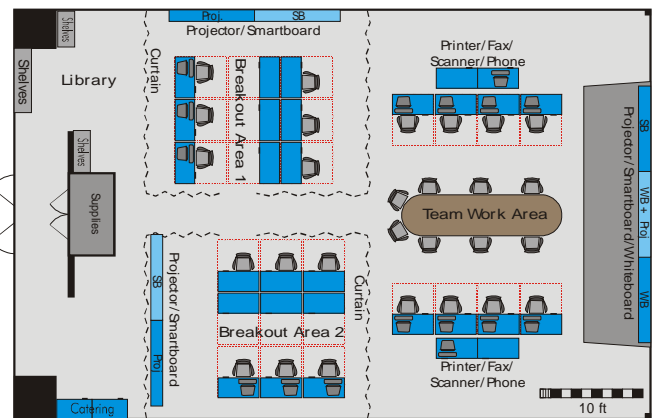 Proj.
SB
Projector/Smartboard
Shelves
Shelves
Library
Curtain
Breakout Area 1
Printer/Fax/
Scanner/Phone
Shelves
Supplies
Team Work Area
Projector/Smartboard/Whiteboard
SB
WB + Proj
WB
SB
Proj.
Projector/Smartboard
Breakout Area 2
Curtain
Printer/Fax/
Scanner/Phone
Catering
10 ft